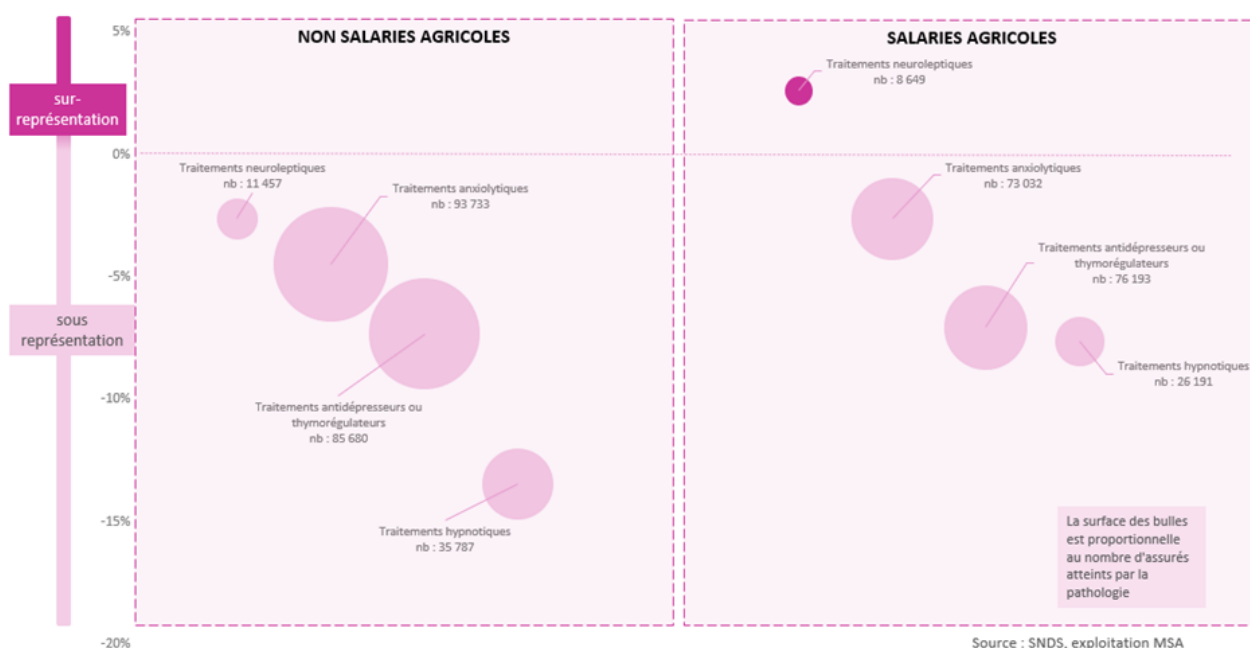 5%
0%
-5%
-10%
-15%
-20%
sur-
représentation
sous
représentation
NON SALARIES AGRICOLES
Traitements neuroleptiques
nb : 11 457
Traitements anxiolytiques
nb : 93 733
Traitements antidépresseurs ou
thymorégulateurs
nb : 85 680
Traitements hypnotiques
nb : 35 787
SALARIES AGRICOLES
Traitements neuroleptiques
nb : 8 649
Traitements anxiolytiques
nb : 73 032
Traitements antidépresseurs ou
thymorégulateurs
nb : 76 193
Traitements hypnotiques
nb : 26 191
La surface des bulles
est proportionnelle
au nombre d'assurés
atteints par la
pathologie
Source : SNDS, exploitation MSA